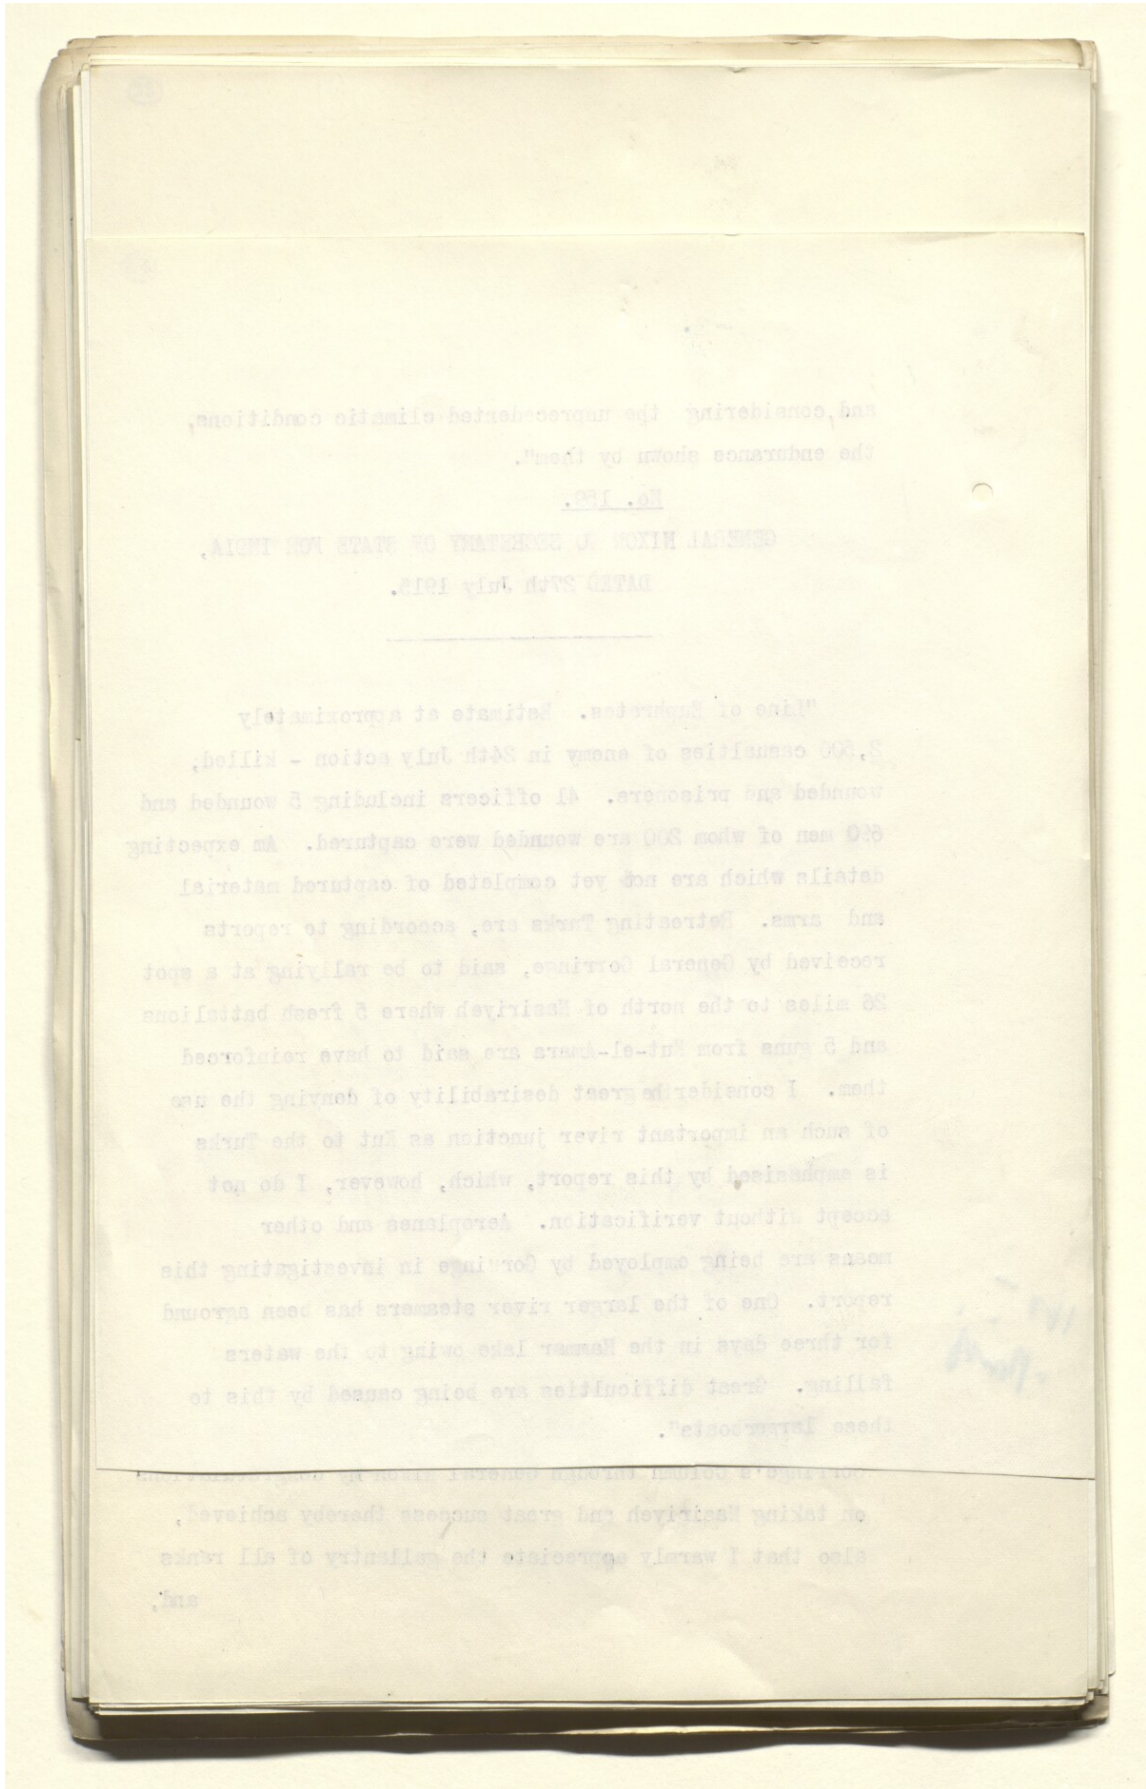 and, considering the unprecedented climatic conditions,
the endurance shown by them".
No. 139.
GENERAL NIXON TO SECRETARY OF STATE FOR INDIA,
DATED 27th July 1915.
"Line of Euphrates. Estimate at approximately
2,500 casualties of enemy in 24th July action - killed,
wounded and prisoners. 41 officers including 5 wounded and
690 men of whom 200 are wounded were captured. Am expecting
details which are not yet completed of captured material
and arms. Retreating Turks are, according to reports
received by General Gorringe, said to be rallying at a spot
26 miles to the north of Nasiriyeh where 5 fresh battalions
and 5 guns from Kut-el-Amara are said to have reinforced
them. I consider the great desirability of denying the use
of such an important river junction as Kut to the Turks
is emphasised by this report, which, however, I do not
accept without verification. Aeroplanes and other
means are being employed by Gorringe in investigating this
report. One of the larger river steamers has been aground
for three days in the Hammar lake owing to the waters
falling. Great difficulties are being caused by this to
these larger boats".
Gorringe's column through General Nixon my congratulations
on taking Nasiriyeh and great success thereby achieved,
also that I warmly appreciate the gallantry of all ranks
and,